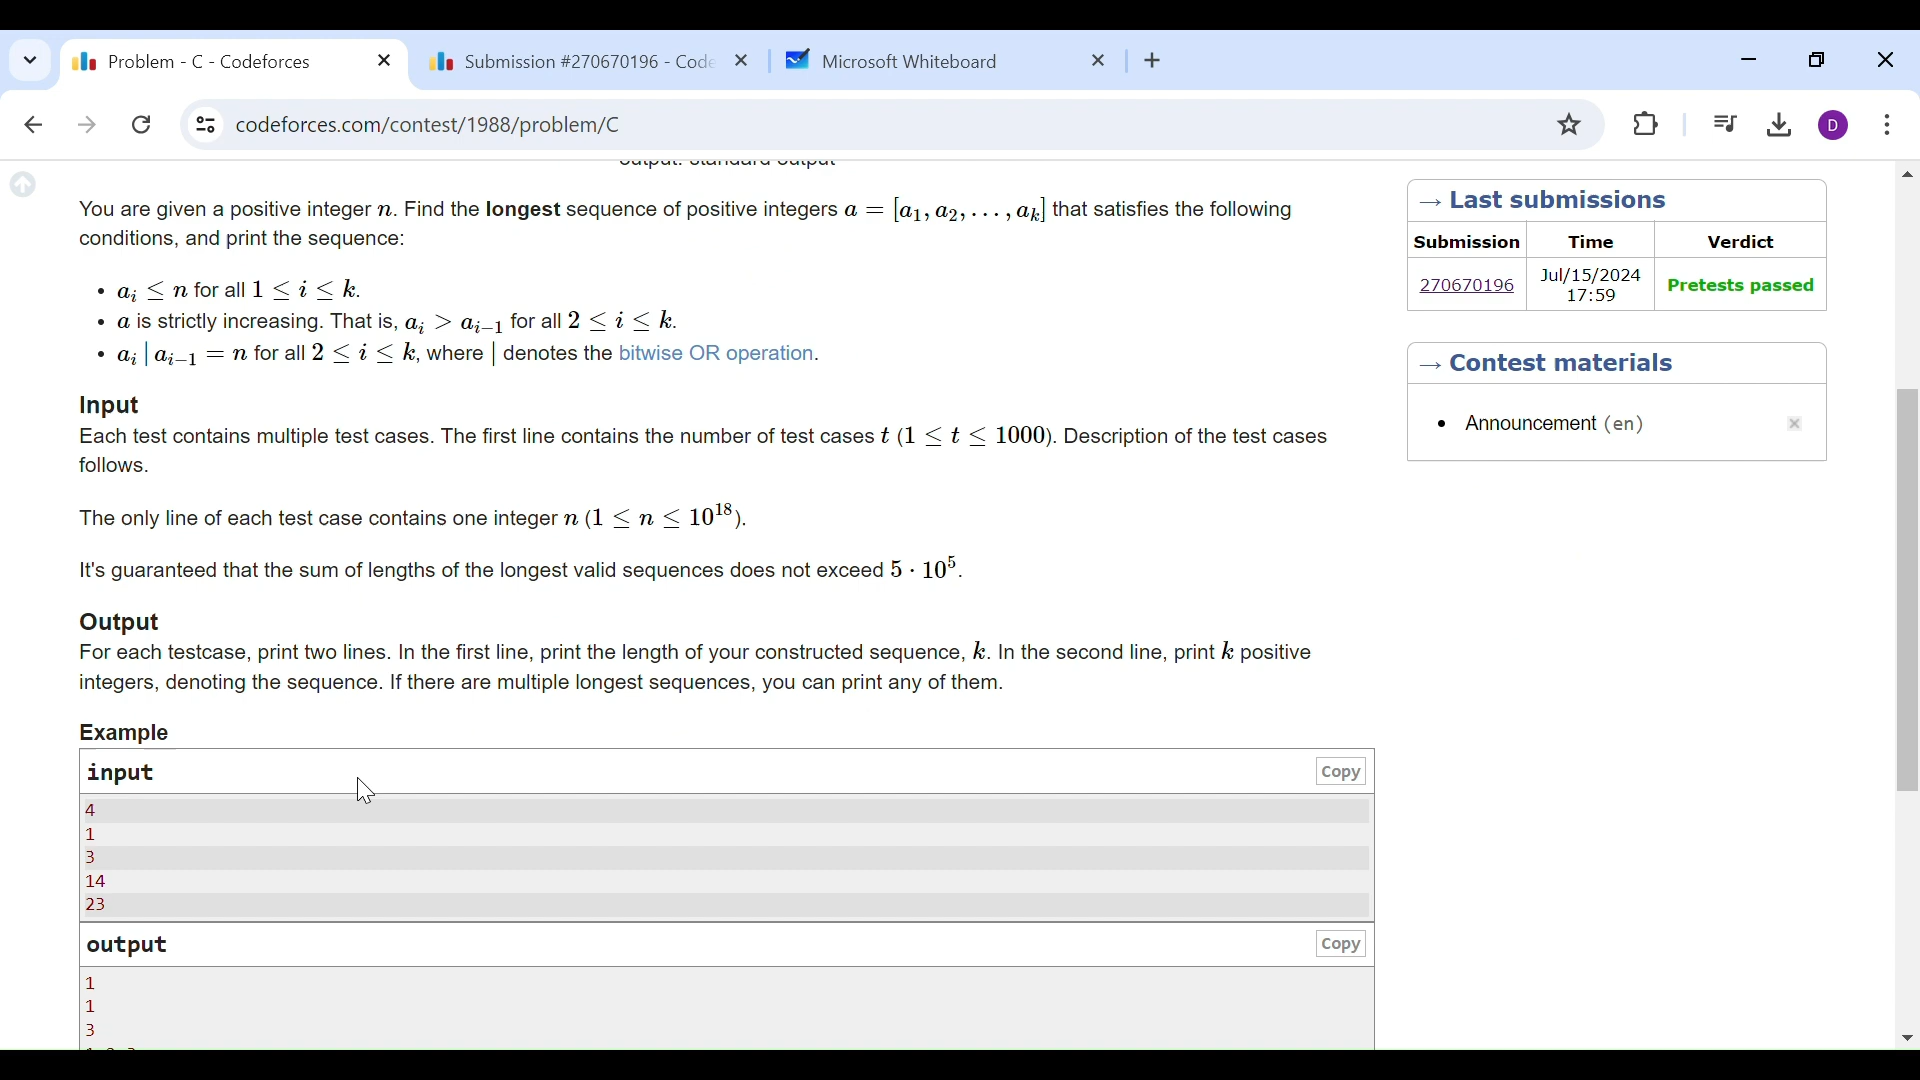 Problem - C - Codeforces
Submission #270670196 - Code
Microsoft Whiteboard
codeforces.com/contest/1988/problem/C
D
output: standard output
You are given a positive integer n. Find the longest sequence of positive integers a = [a₁, a₂, …, aₖ] that satisfies the following
conditions, and print the sequence:
• aᵢ ≤ n for all 1 ≤ i ≤ k.
• a is strictly increasing. That is, aᵢ > aᵢ₋₁ for all 2 ≤ i ≤ k.
• aᵢ | aᵢ₋₁ = n for all 2 ≤ i ≤ k, where | denotes the bitwise OR operation.
Input
Each test contains multiple test cases. The first line contains the number of test cases t (1 ≤ t ≤ 1000). Description of the test cases
follows.
The only line of each test case contains one integer n (1 ≤ n ≤ 10¹⁸).
It's guaranteed that the sum of lengths of the longest valid sequences does not exceed 5 · 10⁵.
Output
For each testcase, print two lines. In the first line, print the length of your constructed sequence, k. In the second line, print k positive
integers, denoting the sequence. If there are multiple longest sequences, you can print any of them.
Example
input
Copy
4
1
3
14
23
output
Copy
1
1
3
→ Last submissions
Submission Time Verdict
270670196 Jul/15/2024 17:59 Pretests passed
→ Contest materials
• Announcement (en)